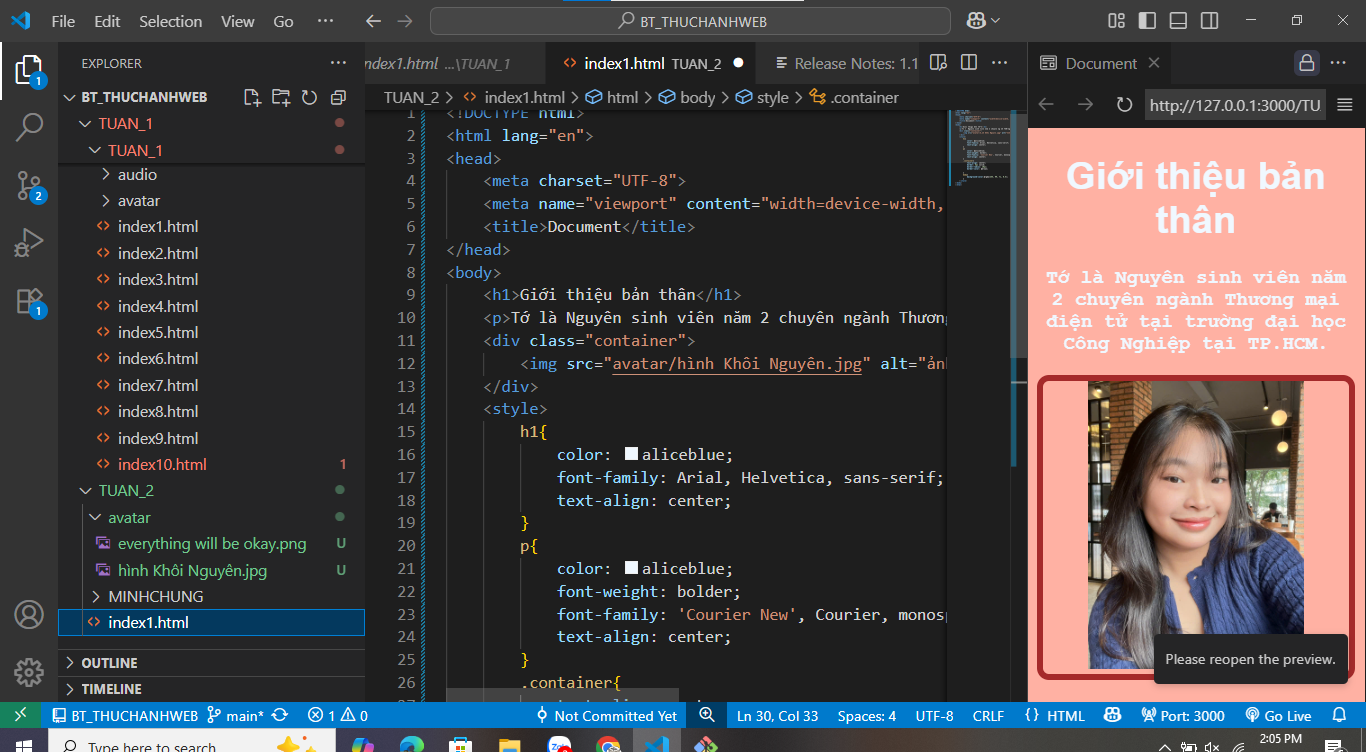 File Edit Selection View Go ··· BT_THUCHANHWEB
EXPLORER
BT_THUCHANHWEB
TUAN_1
TUAN_1
audio
avatar
index1.html
index2.html
index3.html
index4.html
index5.html
index6.html
index7.html
index8.html
index9.html
index10.html 1
TUAN_2
avatar
everything will be okay.png U
hình Khôi Nguyên.jpg U
MINHCHUNG
index1.html
OUTLINE
TIMELINE
1
2
1
index1.html ...\TUAN_1 index1.html TUAN_2 Release Notes: 1.1
TUAN_2 > index1.html > html > body > style > .container
1 <!DOCTYPE html>
2 <html lang="en">
3 <head>
4 <meta charset="UTF-8">
5 <meta name="viewport" content="width=device-width,
6 <title>Document</title>
7 </head>
8 <body>
9 <h1>Giới thiệu bản thân</h1>
10 <p>Tớ là Nguyên sinh viên năm 2 chuyên ngành Thương
11 <div class="container">
12 <img src="avatar/hình Khôi Nguyên.jpg" alt="ảnh
13 </div>
14 <style>
15 h1{
16 color: aliceblue;
17 font-family: Arial, Helvetica, sans-serif;
18 text-align: center;
19 }
20 p{
21 color: aliceblue;
22 font-weight: bolder;
23 font-family: 'Courier New', Courier, monosp
24 text-align: center;
25 }
26 .container{
Document
http://127.0.0.1:3000/TU
Giới thiệu bản
thân
Tớ là Nguyên sinh viên năm
2 chuyên ngành Thương mại
điện tử tại trường đại học
Công Nghiệp tại TP.HCM.
Please reopen the preview.
BT_THUCHANHWEB main* 1 0 Not Committed Yet Ln 30, Col 33 Spaces: 4 UTF-8 CRLF {} HTML Port: 3000 Go Live
Type here to search 2:05 PM